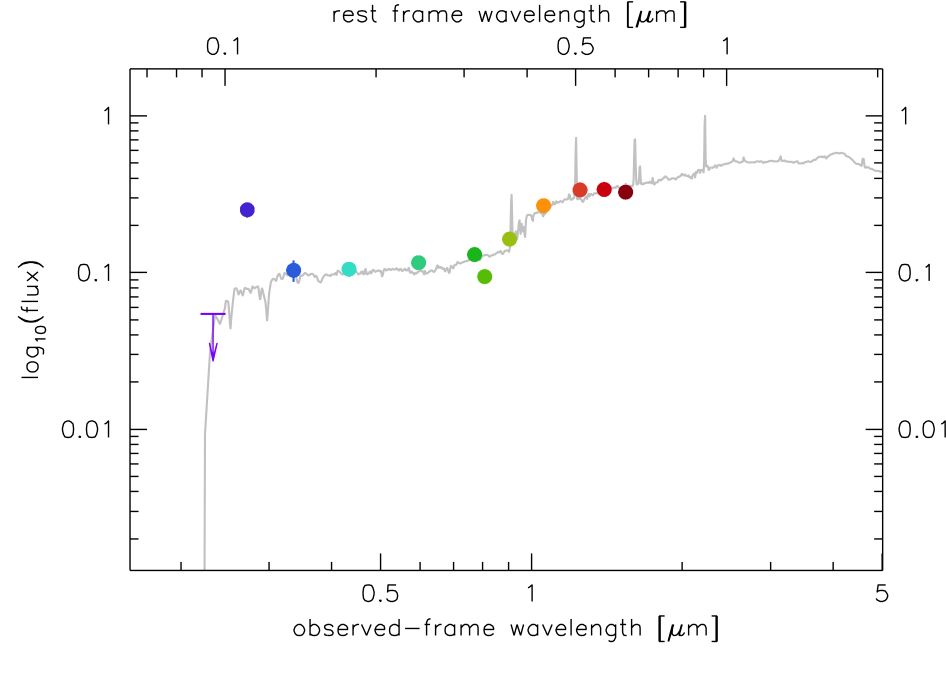 rest frame wavelength [μm]
0.1 0.5 1
1 1
0.1 0.1
log10(flux)
0.01 0.01
0.5 1 5
observed-frame wavelength [μm]